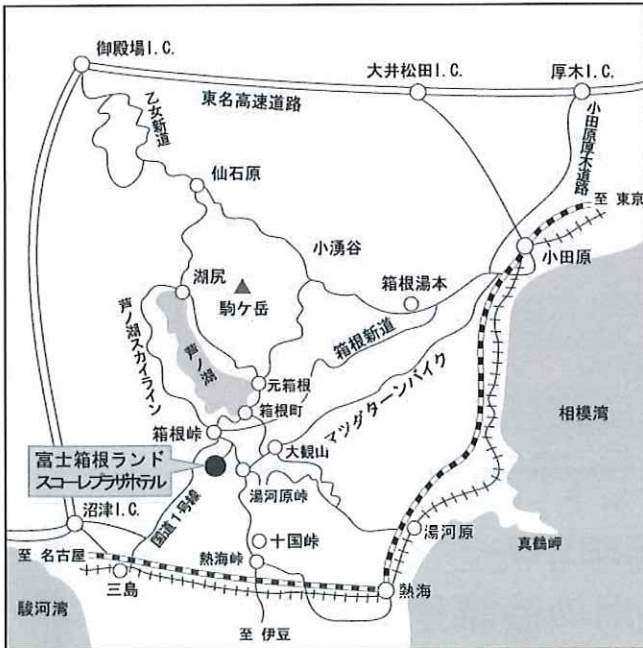 御殿場I.C.
大井松田I.C.
厚木I.C.
東名高速道路
乙女新道
小田原厚木道路
至 東京
仙石原
小田原
小湧谷
湖尻
駒ケ岳
箱根湯本
芦ノ湖スカイライン
芦ノ湖
箱根新道
元箱根
マツダターンパイク
箱根町
相模湾
箱根峠
大観山
富士箱根ランド
スコーレプラザホテル
湯河原峠
沼津I.C.
国道1号線
湯河原
真鶴岬
十国峠
至 名古屋
熱海峠
三島
熱海
駿河湾
至 伊豆